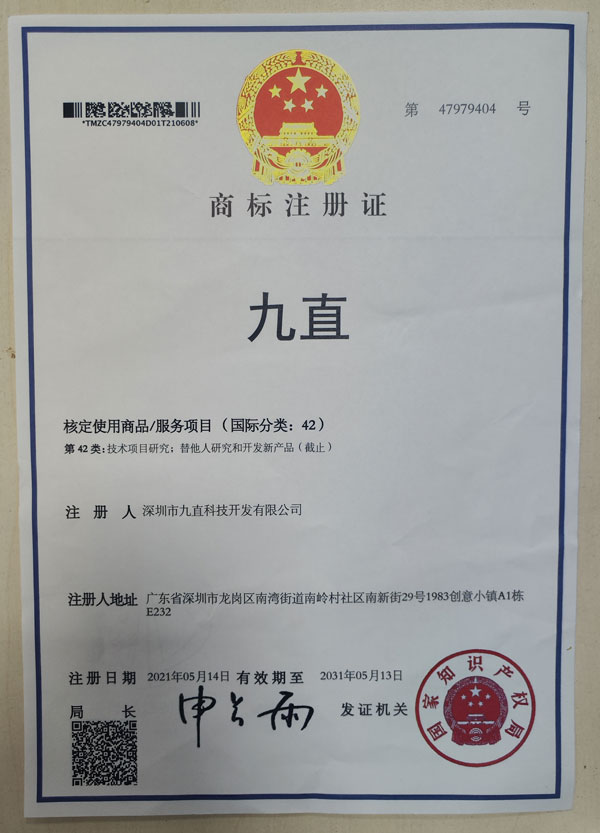 第 47979404 号
*TMZC47979404D01T210608*
商标注册证
九直
核定使用商品/服务项目（国际分类：42）
第42类：技术项目研究；替他人研究和开发新产品（截止）
注册人 深圳市九直科技开发有限公司
注册人地址 广东省深圳市龙岗区南湾街道南岭村社区南新街29号1983创意小镇A1栋
E232
注册日期 2021年05月14日 有效期至 2031年05月13日
局长 申长雨 发证机关
国家知识产权局